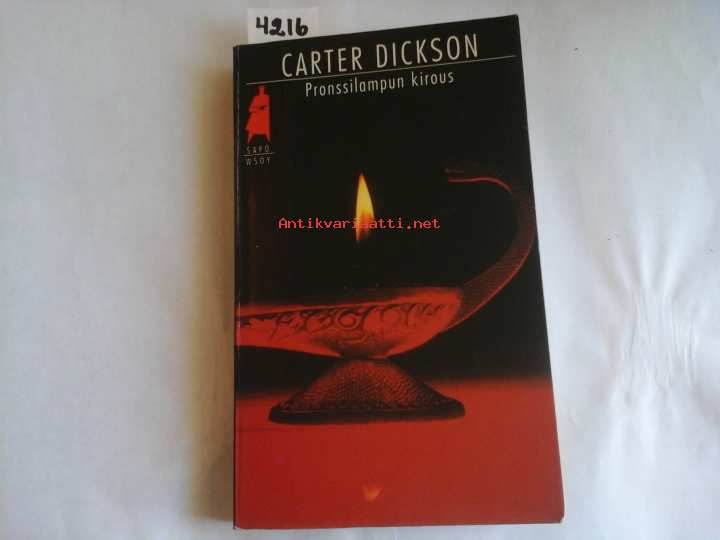 4216
CARTER DICKSON
Pronssilampun kirous
SAPO
WSOY
Antikvariaatti.net